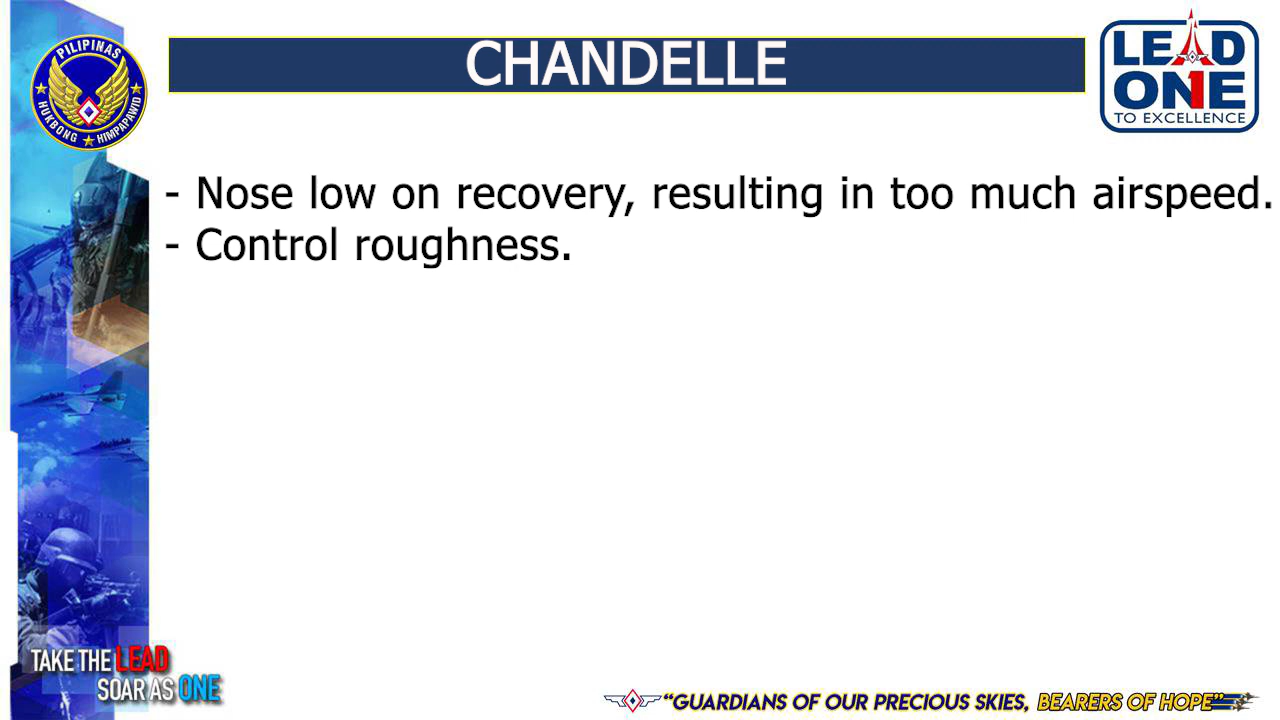 PILIPINAS
HUKBONG HIMPAPAWID
CHANDELLE
LEAD
ONE
TO EXCELLENCE
- Nose low on recovery, resulting in too much airspeed.
- Control roughness.
TAKE THE LEAD
SOAR AS ONE
"GUARDIANS OF OUR PRECIOUS SKIES, BEARERS OF HOPE"